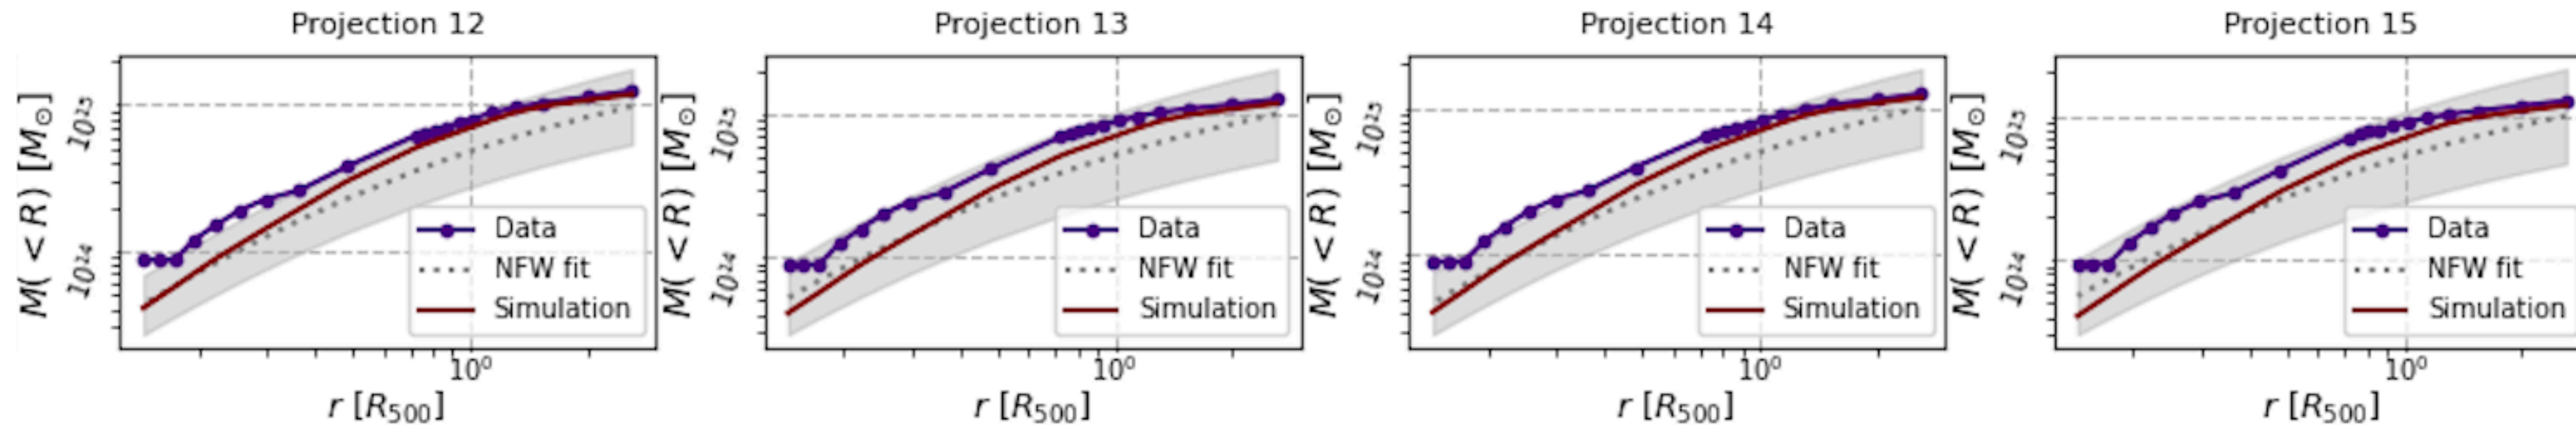 Projection 12
M(<R) [M☉]
10²⁵
10²⁴
Data
NFW fit
Simulation
10⁰
r [R₅₀₀]
Projection 13
M(<R) [M☉]
10²⁵
10²⁴
Data
NFW fit
Simulation
10⁰
r [R₅₀₀]
Projection 14
M(<R) [M☉]
10²⁵
10²⁴
Data
NFW fit
Simulation
10⁰
r [R₅₀₀]
Projection 15
M(<R) [M☉]
10²⁵
10²⁴
Data
NFW fit
Simulation
10⁰
r [R₅₀₀]